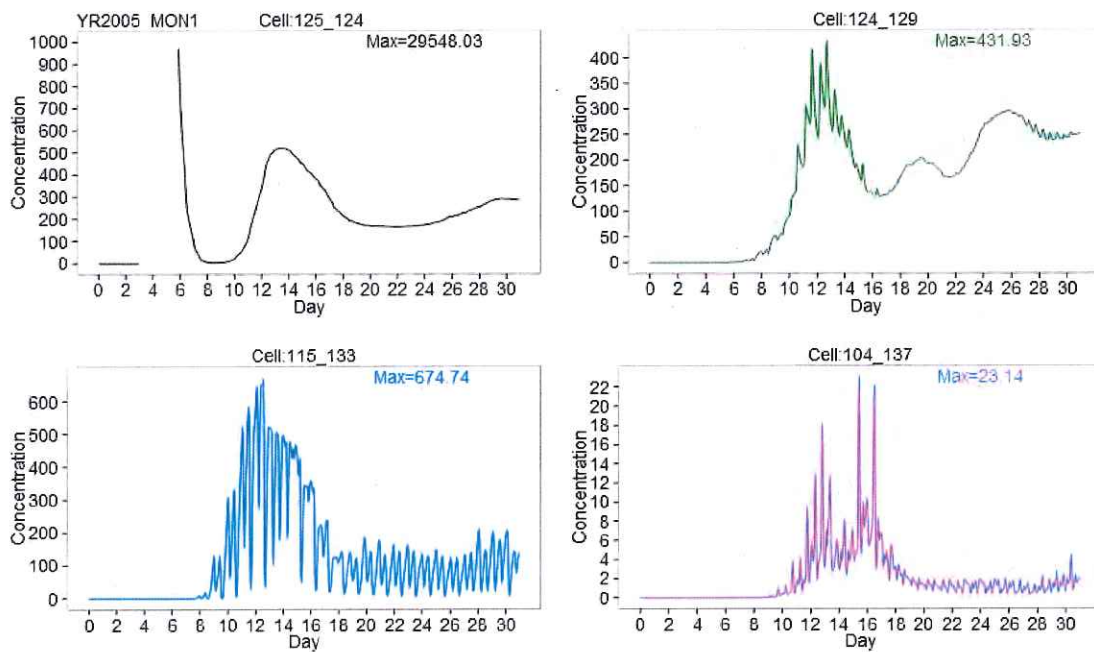 YR2005 MON1 Cell:125_124
Max=29548.03
Concentration
1000
900
800
700
600
500
400
300
200
100
0
0 2 4 6 8 10 12 14 16 18 20 22 24 26 28 30
Day
Cell:124_129
Max=431.93
Concentration
400
350
300
250
200
150
100
50
0
0 2 4 6 8 10 12 14 16 18 20 22 24 26 28 30
Day
Cell:115_133
Max=674.74
Concentration
600
500
400
300
200
100
0
0 2 4 6 8 10 12 14 16 18 20 22 24 26 28 30
Day
Cell:104_137
Max=23.14
Concentration
22
20
18
16
14
12
10
8
6
4
2
0
0 2 4 6 8 10 12 14 16 18 20 22 24 26 28 30
Day